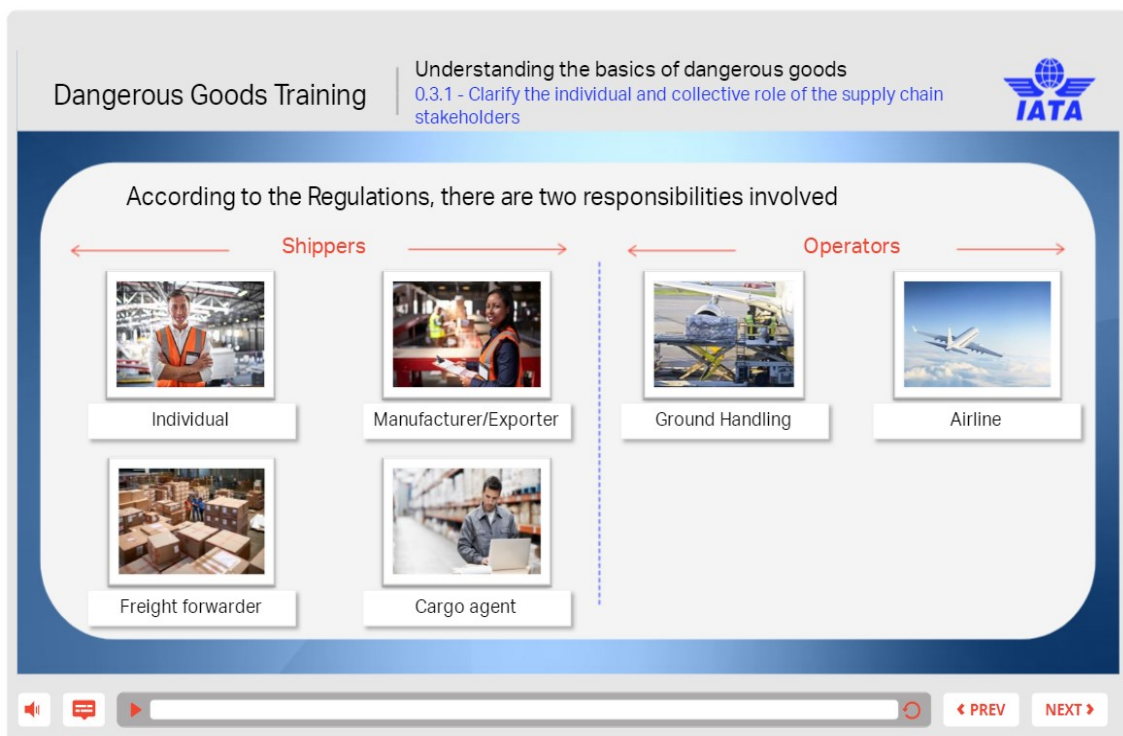 Dangerous Goods Training
Understanding the basics of dangerous goods
0.3.1 - Clarify the individual and collective role of the supply chain
stakeholders
IATA
According to the Regulations, there are two responsibilities involved
Shippers
Operators
Individual
Manufacturer/Exporter
Ground Handling
Airline
Freight forwarder
Cargo agent
PREV
NEXT